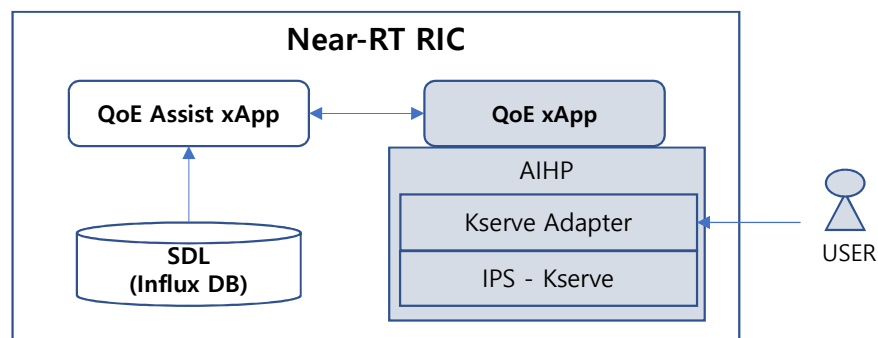 Near-RT RIC
QoE Assist xApp
QoE xApp
AIHP
Kserve Adapter
IPS - Kserve
SDL
(Influx DB)
USER